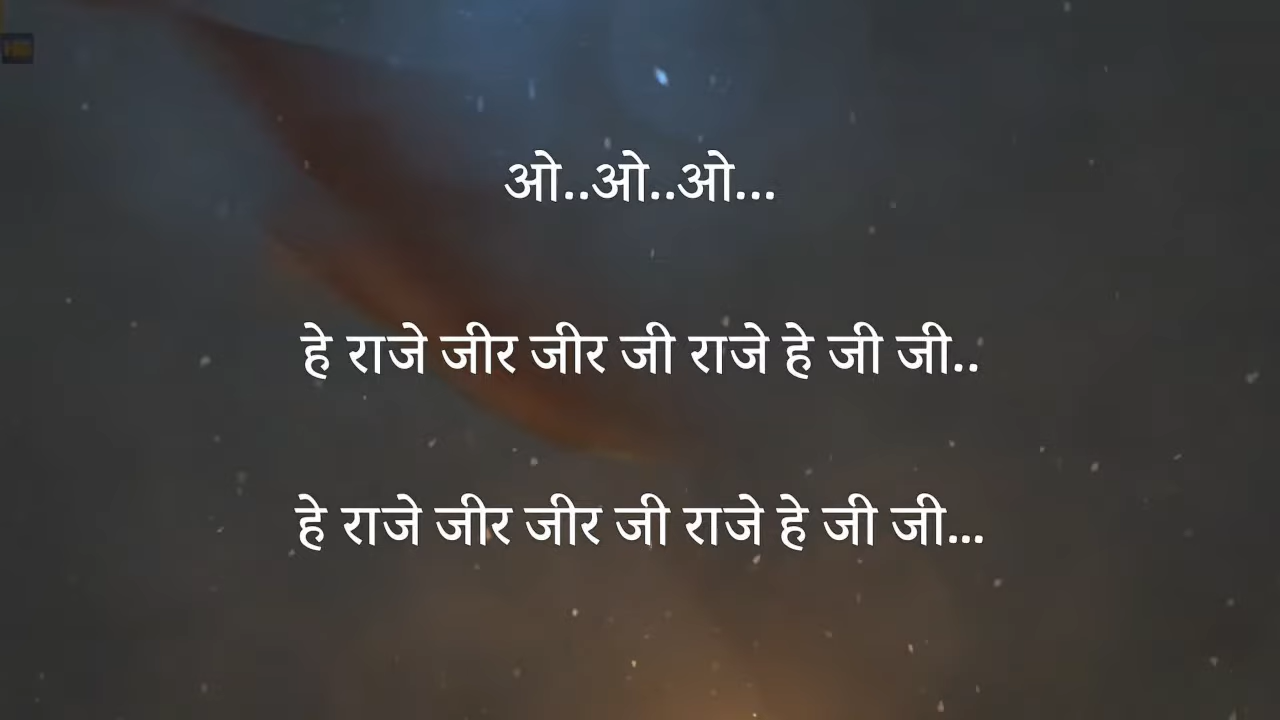 ओ..ओ..ओ...
हे राजे जीर जीर जी राजे हे जी जी..
हे राजे जीर जीर जी राजे हे जी जी...